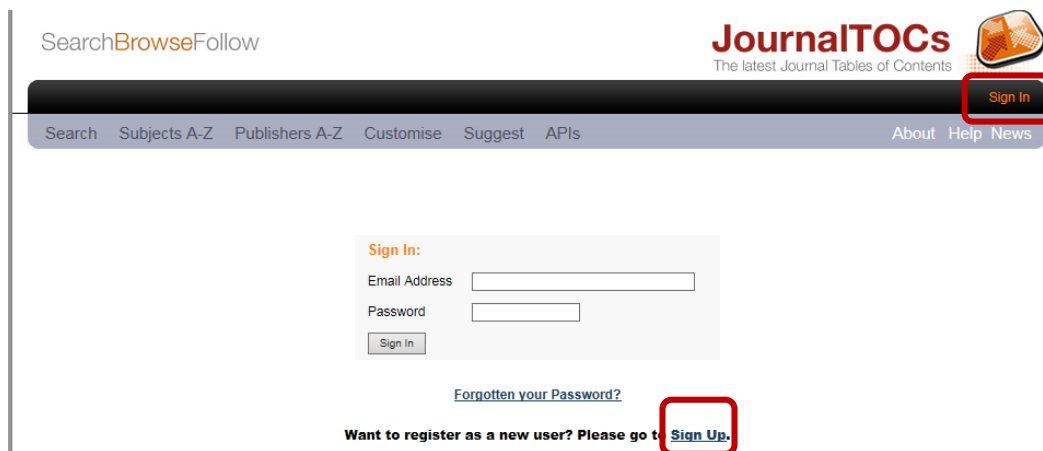 SearchBrowseFollow
JournalTOCs
The latest Journal Tables of Contents
Sign In
Search Subjects A-Z Publishers A-Z Customise Suggest APIs About Help News
Sign In:
Email Address
Password
Sign In
Forgotten your Password?
Want to register as a new user? Please go to Sign Up.